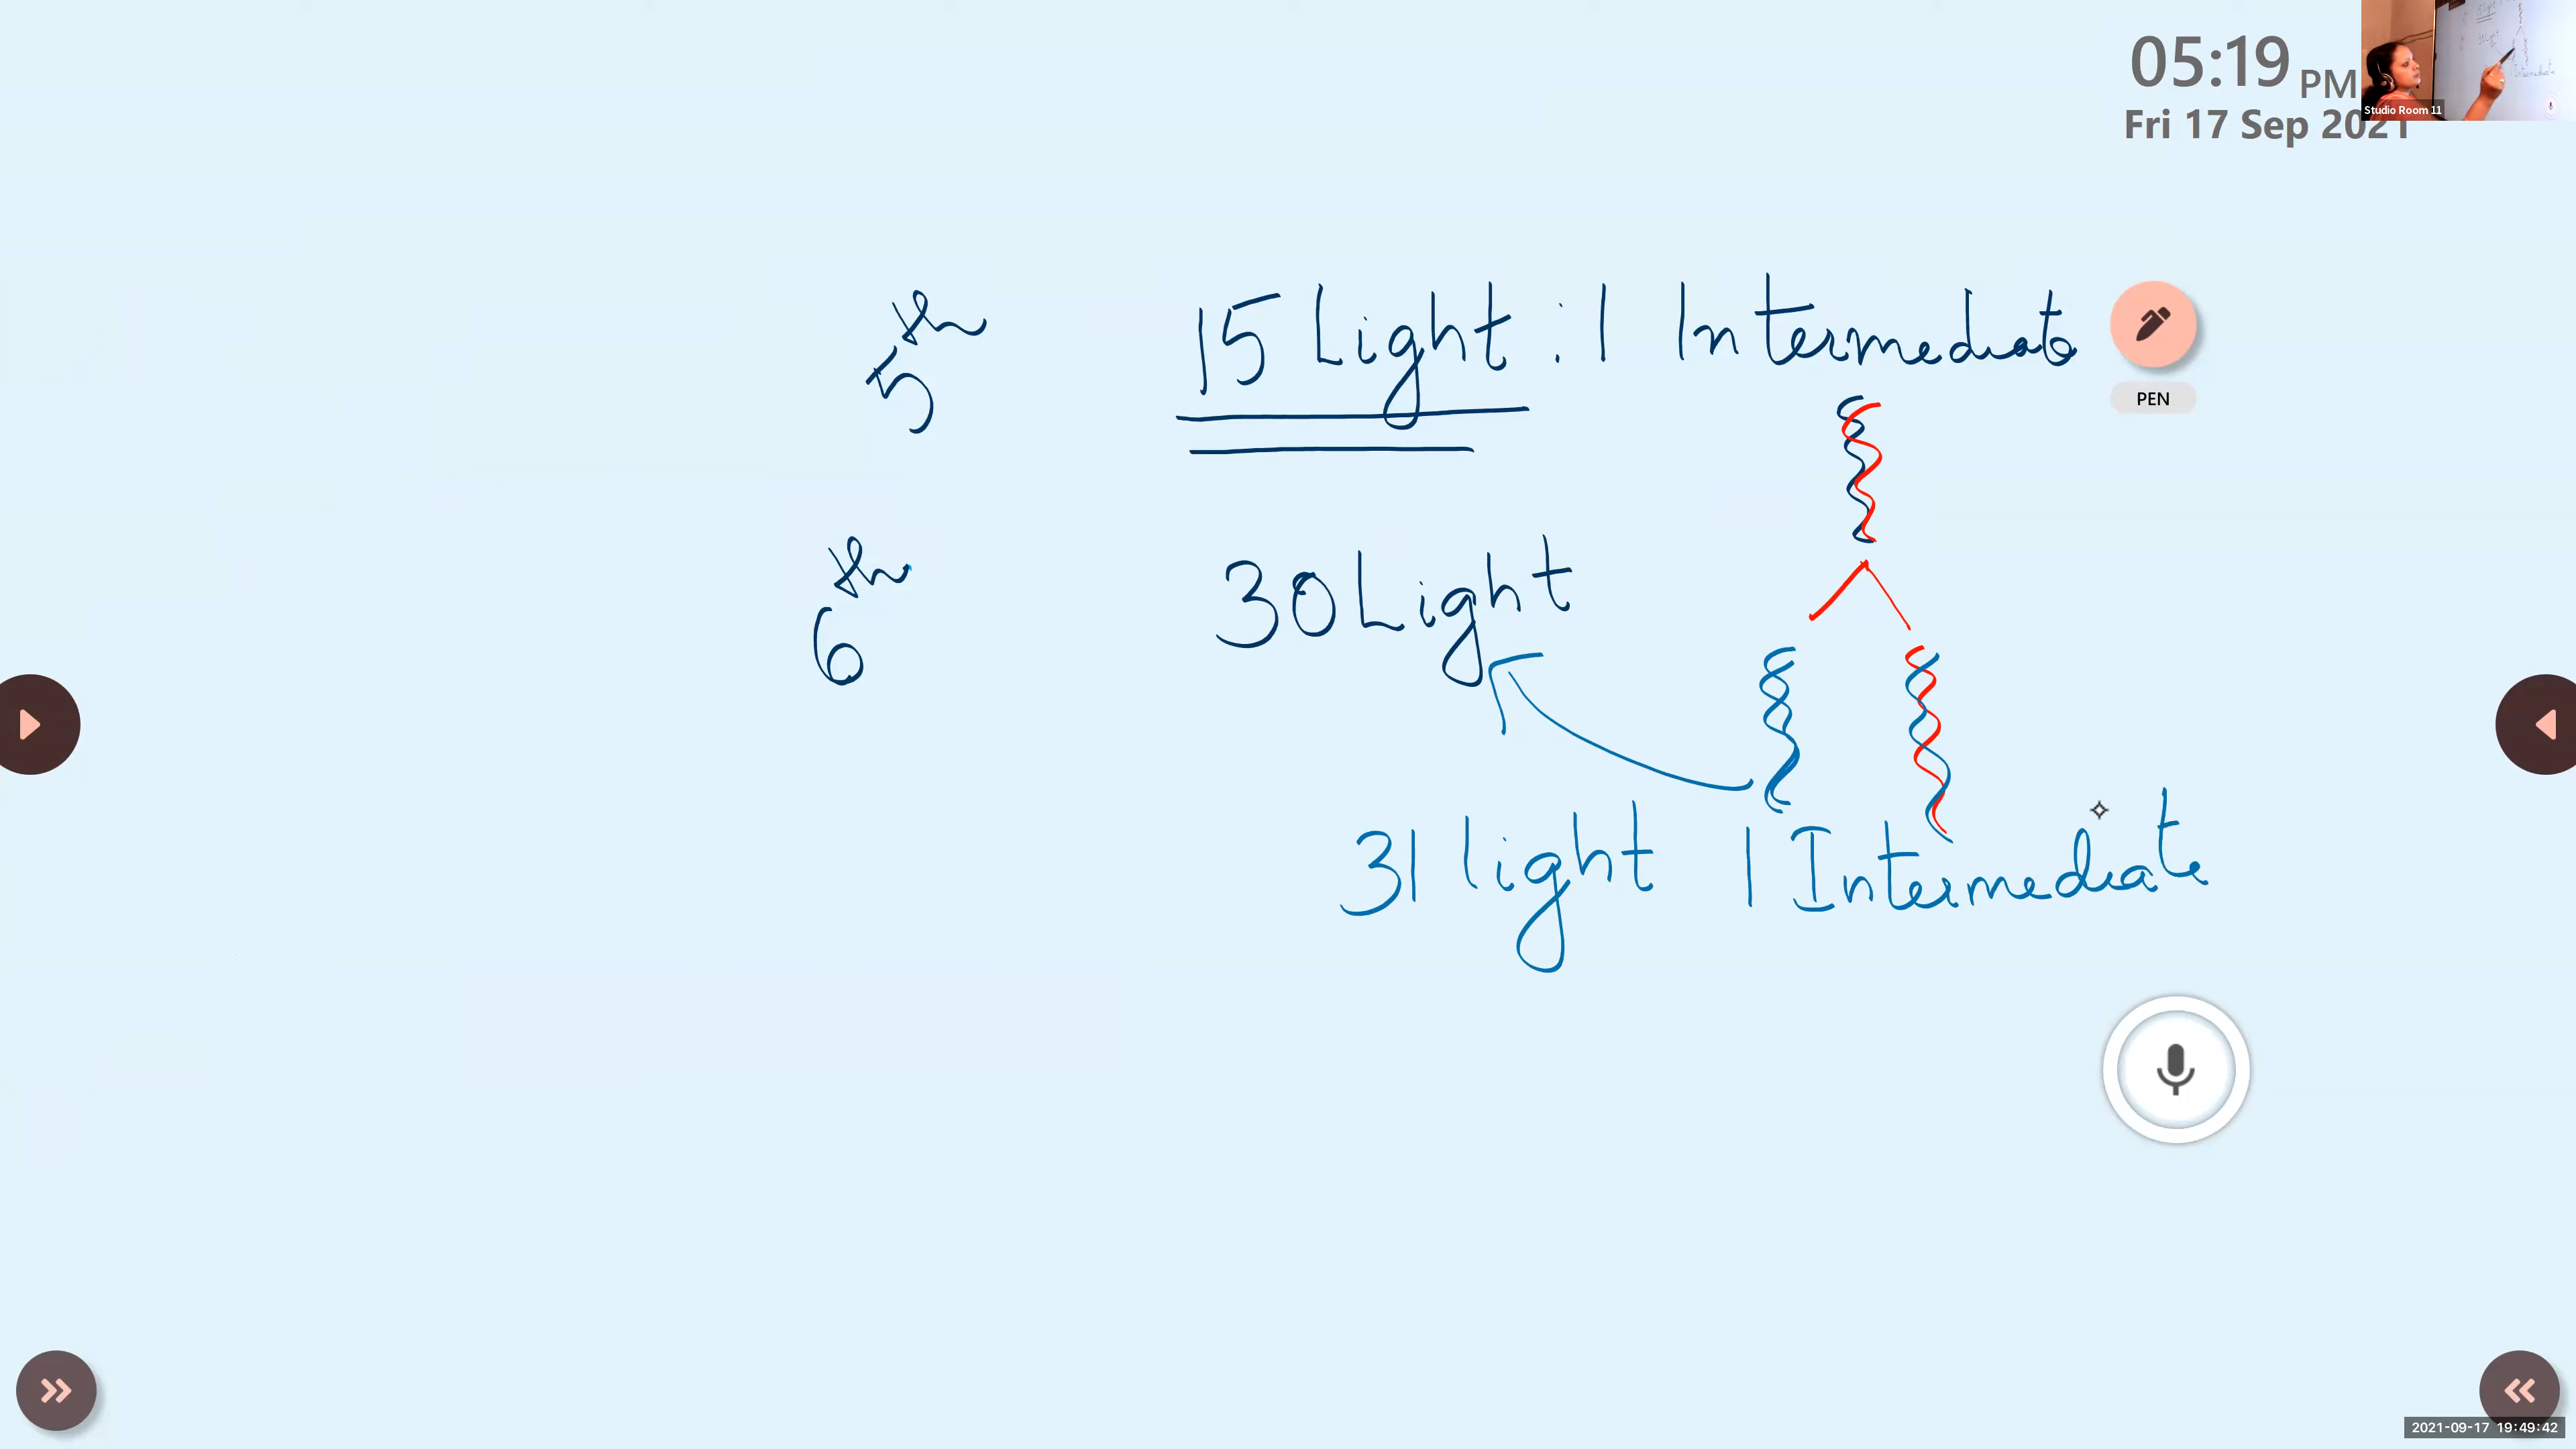 05:19 PM
Studio Room 11
Fri 17 Sep 2021
5th 15 Light : 1 Intermediate
PEN
6th 30 Light
31 light 1 Intermediate
2021-09-17 19:49:42